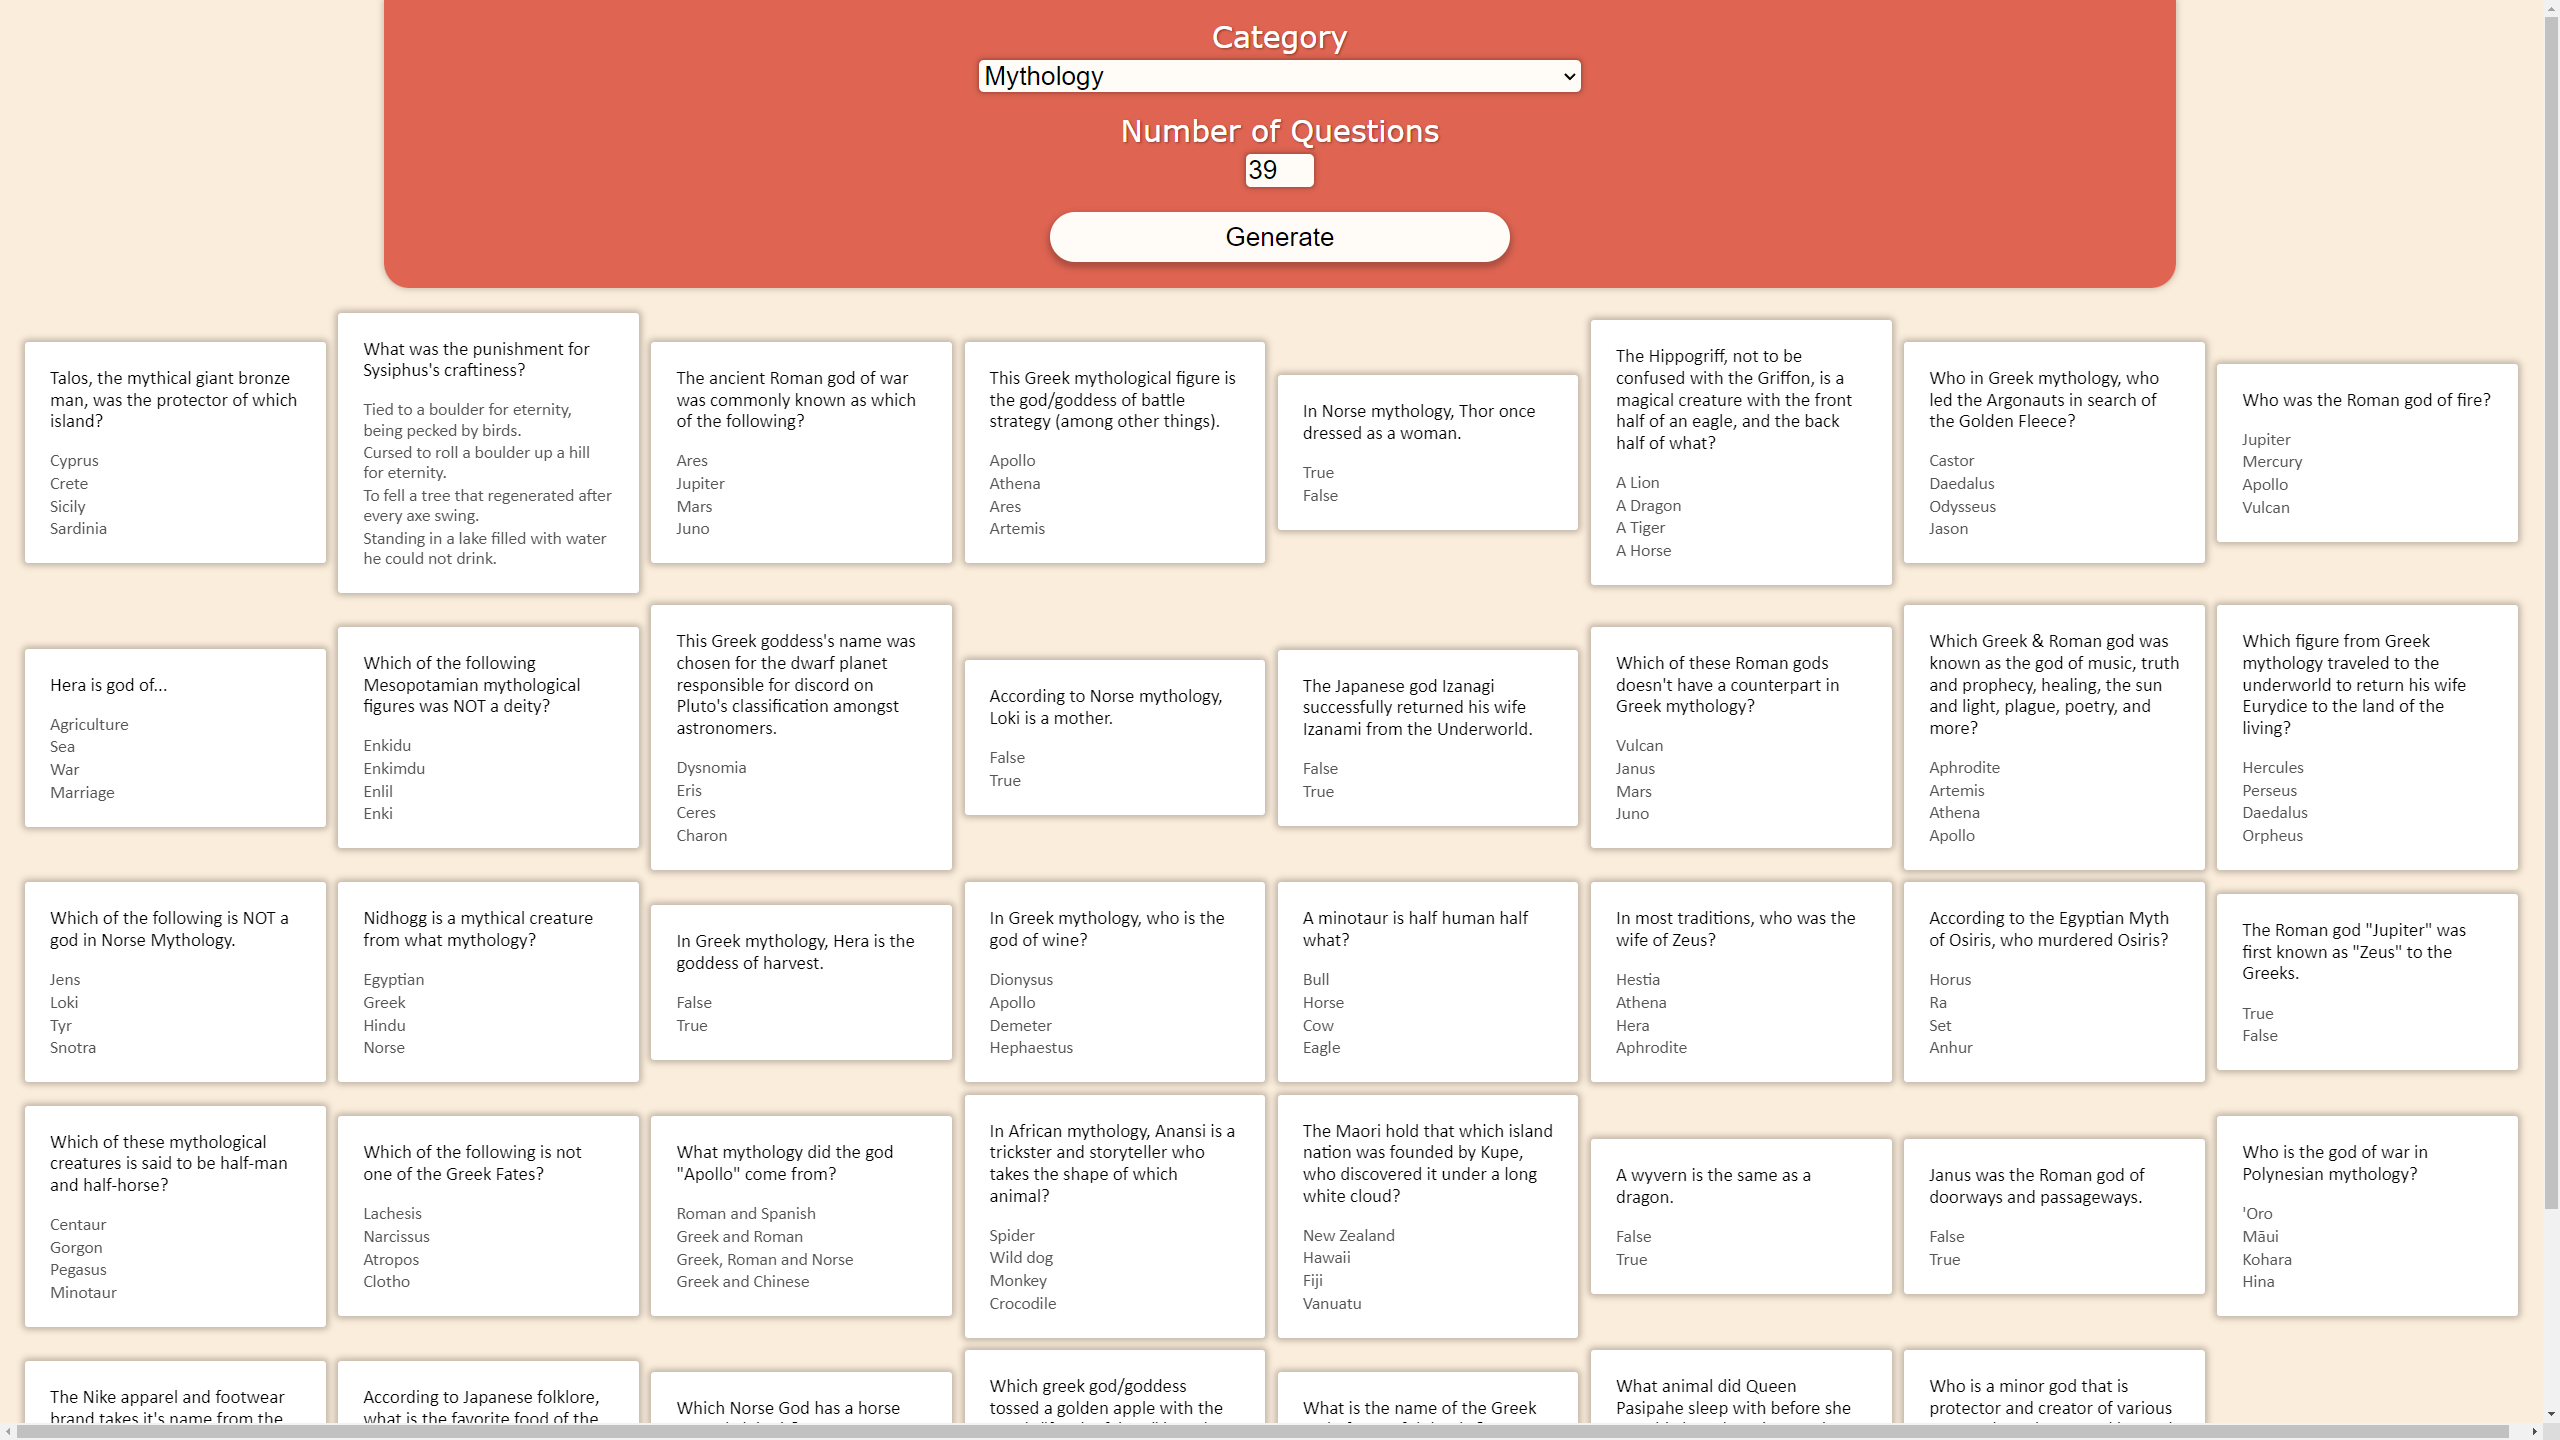 Category
Mythology
Number of Questions
39
Generate
Talos, the mythical giant bronze
man, was the protector of which
island?
Cyprus
Crete
Sicily
Sardinia
What was the punishment for
Sysiphus's craftiness?
Tied to a boulder for eternity,
being pecked by birds.
Cursed to roll a boulder up a hill
for eternity.
To fell a tree that regenerated after
every axe swing.
Standing in a lake filled with water
he could not drink.
The ancient Roman god of war
was commonly known as which
of the following?
Ares
Jupiter
Mars
Juno
This Greek mythological figure is
the god/goddess of battle
strategy (among other things).
Apollo
Athena
Ares
Artemis
In Norse mythology, Thor once
dressed as a woman.
True
False
The Hippogriff, not to be
confused with the Griffon, is a
magical creature with the front
half of an eagle, and the back
half of what?
A Lion
A Dragon
A Tiger
A Horse
Who in Greek mythology, who
led the Argonauts in search of
the Golden Fleece?
Castor
Daedalus
Odysseus
Jason
Who was the Roman god of fire?
Jupiter
Mercury
Apollo
Vulcan
Hera is god of...
Agriculture
Sea
War
Marriage
Which of the following
Mesopotamian mythological
figures was NOT a deity?
Enkidu
Enkimdu
Enlil
Enki
This Greek goddess's name was
chosen for the dwarf planet
responsible for discord on
Pluto's classification amongst
astronomers.
Dysnomia
Eris
Ceres
Charon
According to Norse mythology,
Loki is a mother.
False
True
The Japanese god Izanagi
successfully returned his wife
Izanami from the Underworld.
False
True
Which of these Roman gods
doesn't have a counterpart in
Greek mythology?
Vulcan
Janus
Mars
Juno
Which Greek & Roman god was
known as the god of music, truth
and prophecy, healing, the sun
and light, plague, poetry, and
more?
Aphrodite
Artemis
Athena
Apollo
Which figure from Greek
mythology traveled to the
underworld to return his wife
Eurydice to the land of the
living?
Hercules
Perseus
Daedalus
Orpheus
Which of the following is NOT a
god in Norse Mythology.
Jens
Loki
Tyr
Snotra
Nidhogg is a mythical creature
from what mythology?
Egyptian
Greek
Hindu
Norse
In Greek mythology, Hera is the
goddess of harvest.
False
True
In Greek mythology, who is the
god of wine?
Dionysus
Apollo
Demeter
Hephaestus
A minotaur is half human half
what?
Bull
Horse
Cow
Eagle
In most traditions, who was the
wife of Zeus?
Hestia
Athena
Hera
Aphrodite
According to the Egyptian Myth
of Osiris, who murdered Osiris?
Horus
Ra
Set
Anhur
The Roman god "Jupiter" was
first known as "Zeus" to the
Greeks.
True
False
Which of these mythological
creatures is said to be half-man
and half-horse?
Centaur
Gorgon
Pegasus
Minotaur
Which of the following is not
one of the Greek Fates?
Lachesis
Narcissus
Atropos
Clotho
What mythology did the god
"Apollo" come from?
Roman and Spanish
Greek and Roman
Greek, Roman and Norse
Greek and Chinese
In African mythology, Anansi is a
trickster and storyteller who
takes the shape of which
animal?
Spider
Wild dog
Monkey
Crocodile
The Maori hold that which island
nation was founded by Kupe,
who discovered it under a long
white cloud?
New Zealand
Hawaii
Fiji
Vanuatu
A wyvern is the same as a
dragon.
False
True
Janus was the Roman god of
doorways and passageways.
False
True
Who is the god of war in
Polynesian mythology?
'Oro
Māui
Kohara
Hina
The Nike apparel and footwear
brand takes it's name from the
According to Japanese folklore,
what is the favorite food of the
Which Norse God has a horse
Which greek god/goddess
tossed a golden apple with the
What is the name of the Greek
What animal did Queen
Pasipahe sleep with before she
Who is a minor god that is
protector and creator of various